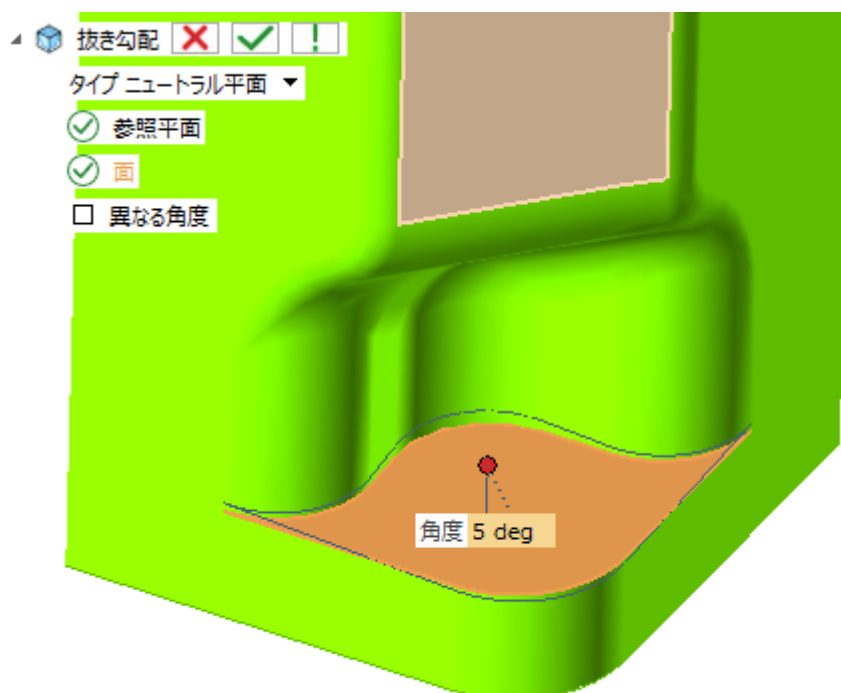 抜き勾配
タイプ ニュートラル平面
参照平面
面
異なる角度
角度 5 deg